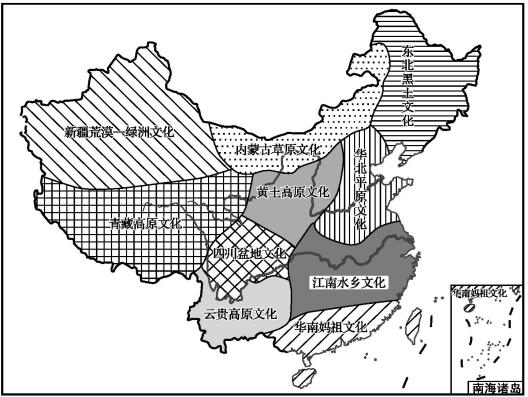 东北黑土文化
新疆荒漠—绿洲文化
内蒙古草原文化
华北平原文化
黄土高原文化
青藏高原文化
四川盆地文化
江南水乡文化
云贵高原文化
华南妈祖文化
华南妈祖文化
南海诸岛